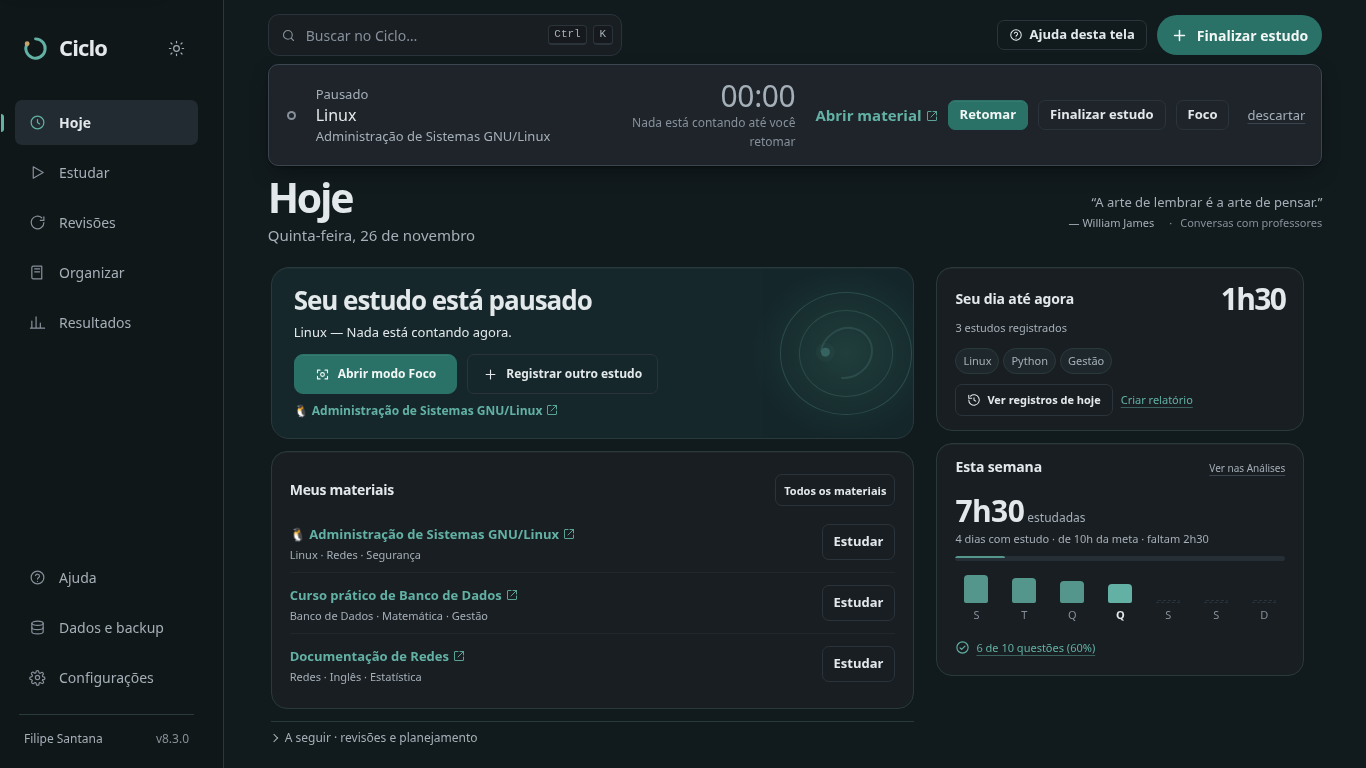 Ciclo
Hoje
Estudar
Revisões
Organizar
Resultados
Ajuda
Dados e backup
Configurações
Filipe Santana
v8.3.0
Buscar no Ciclo...
Ctrl K
Ajuda desta tela
Finalizar estudo
Pausado
Linux
Administração de Sistemas GNU/Linux
00:00
Nada está contando até você
retomar
Abrir material
Retomar
Finalizar estudo
Foco
descartar
Hoje
Quinta-feira, 26 de novembro
“A arte de lembrar é a arte de pensar.”
— William James · Conversas com professores
Seu estudo está pausado
Linux — Nada está contando agora.
Abrir modo Foco
Registrar outro estudo
Administração de Sistemas GNU/Linux
Meus materiais
Todos os materiais
Administração de Sistemas GNU/Linux
Linux · Redes · Segurança
Estudar
Curso prático de Banco de Dados
Banco de Dados · Matemática · Gestão
Estudar
Documentação de Redes
Redes · Inglês · Estatística
Estudar
A seguir · revisões e planejamento
Seu dia até agora
1h30
3 estudos registrados
Linux
Python
Gestão
Ver registros de hoje
Criar relatório
Esta semana
Ver nas Análises
7h30 estudadas
4 dias com estudo · de 10h da meta · faltam 2h30
S T Q Q S S D
6 de 10 questões (60%)